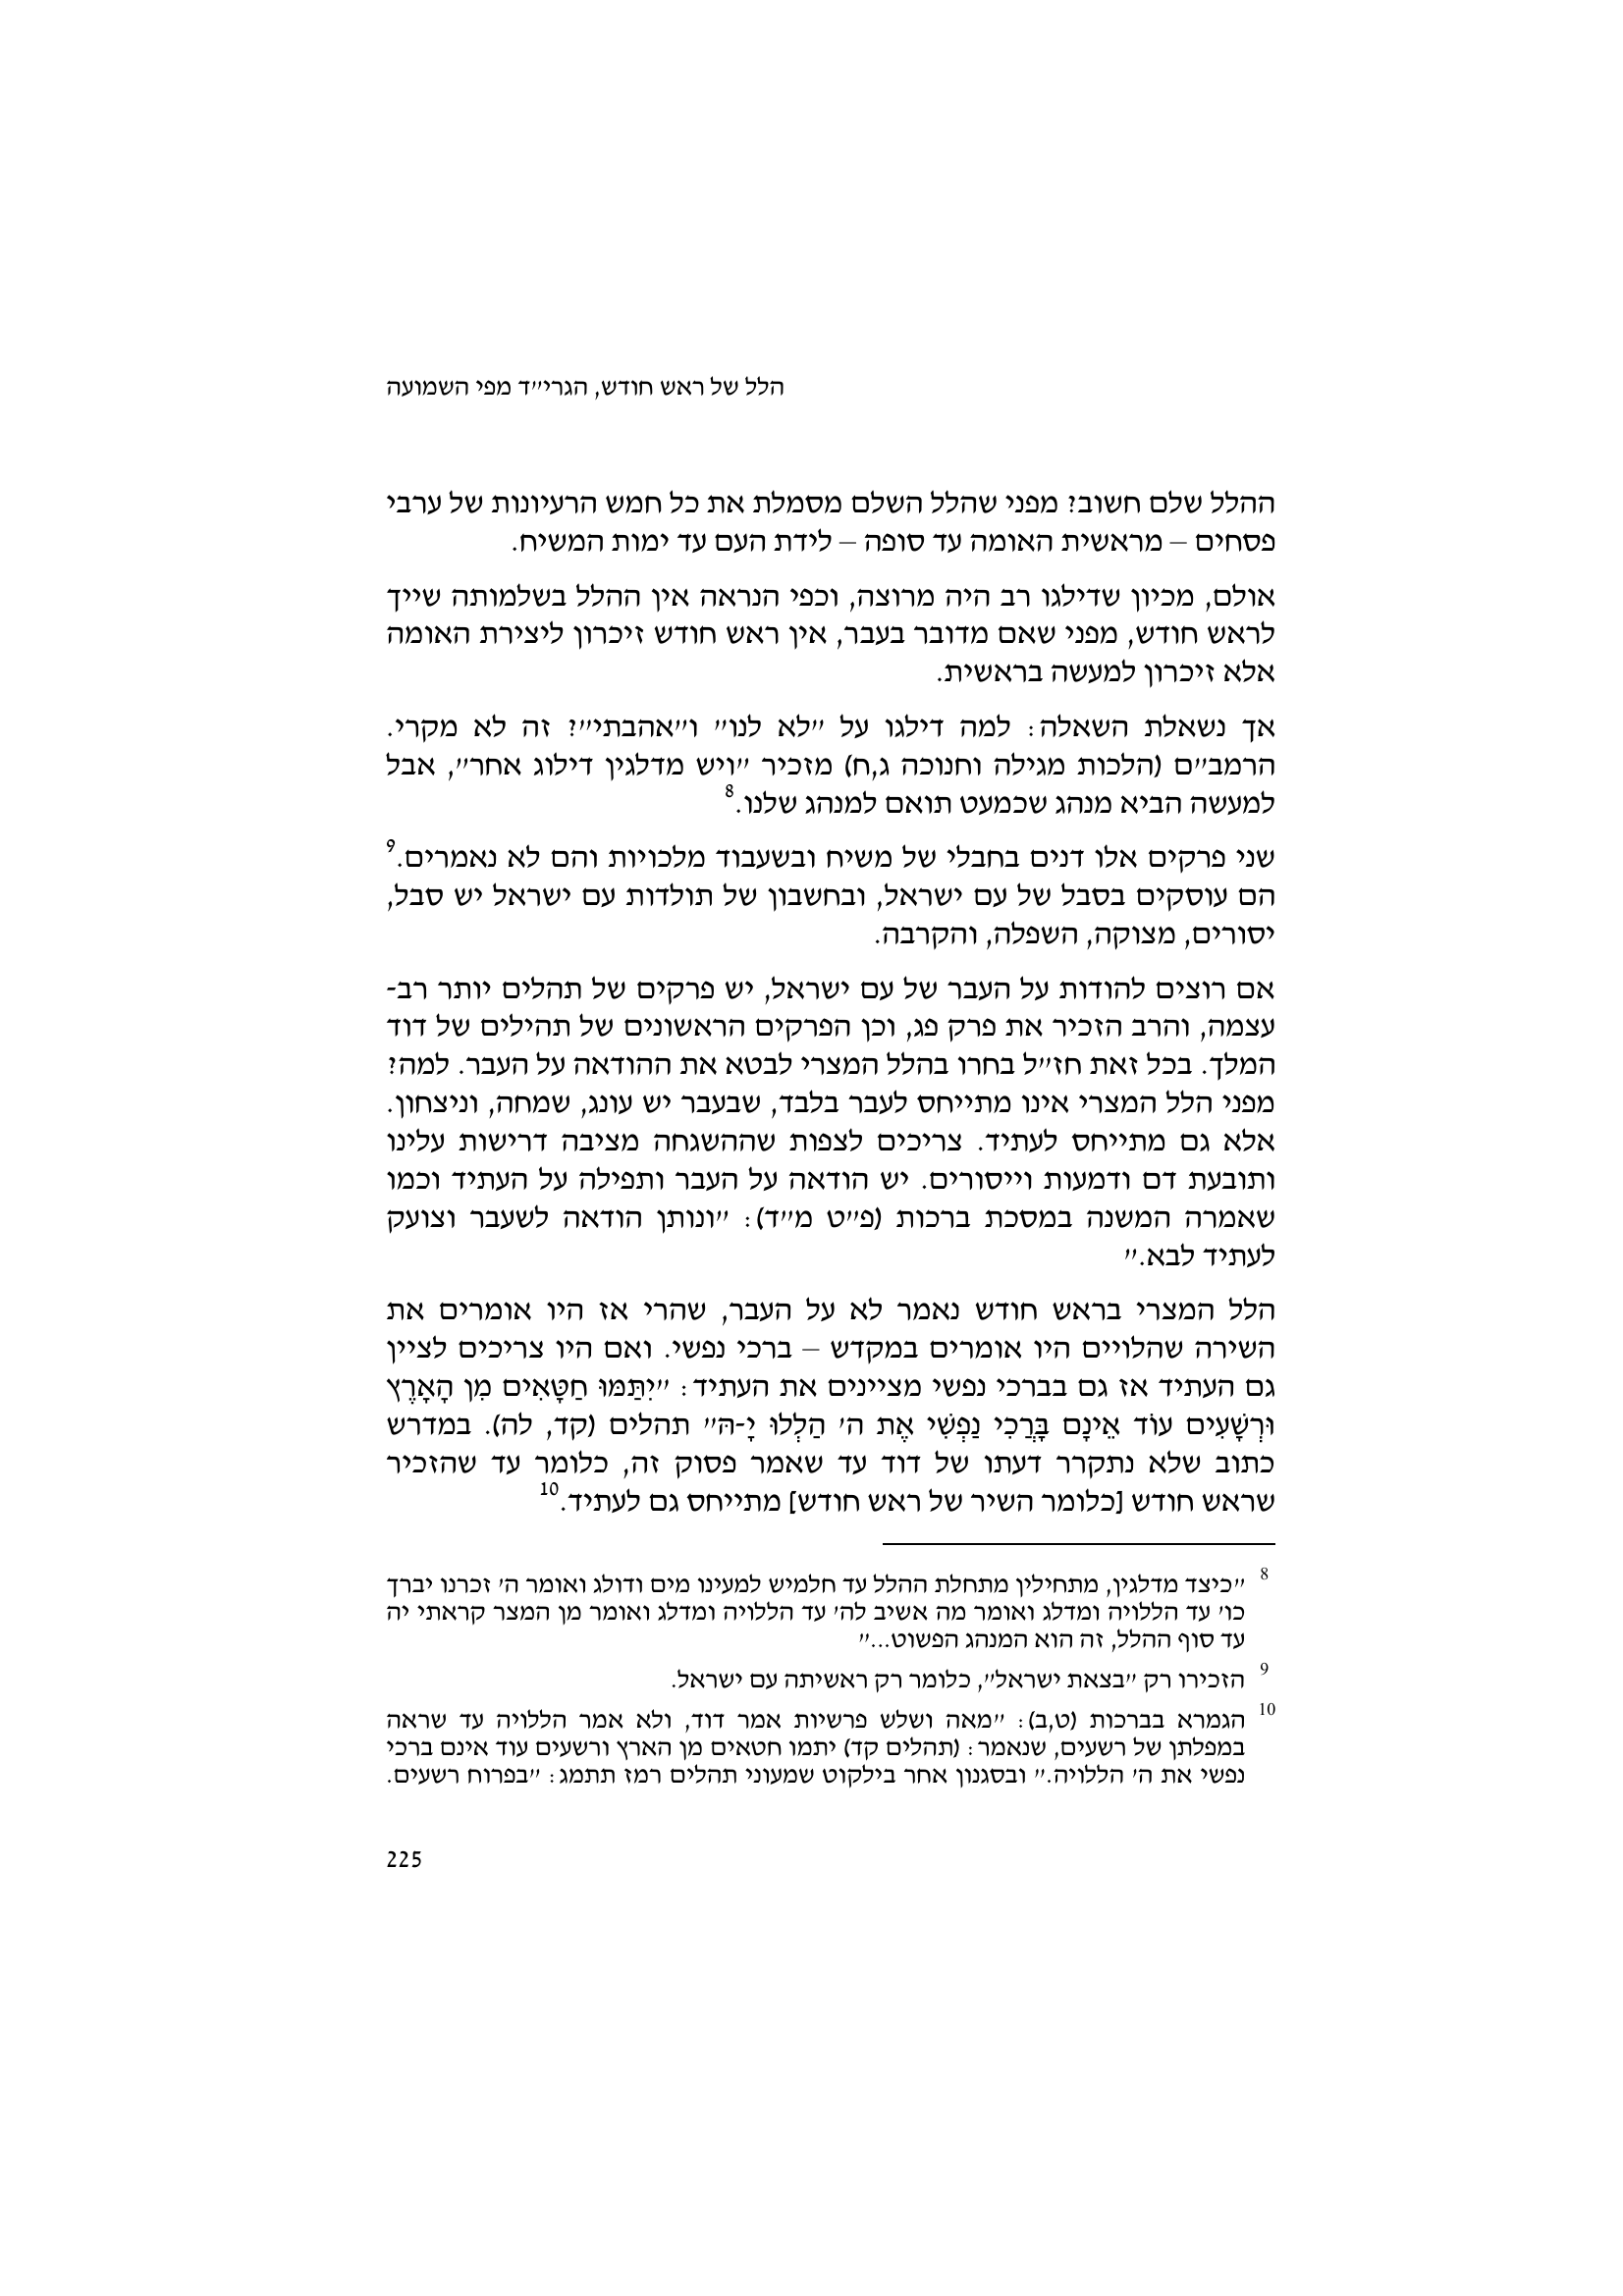 הלל של ראש חודש, הגרי״ד מפי השמועה
ההלל שלם חשוב? מפני שהלל השלם מסמלת את כל חמש הרעיונות של ערבי
פסחים – מראשית האומה עד סופה – לידת העם עד ימות המשיח.
אולם, מכיון שדילגו רב היה מרוצה, וכפי הנראה אין ההלל בשלמותה שייך
לראש חודש, מפני שאם מדובר בעבר, אין ראש חודש זיכרון ליצירת האומה
אלא זיכרון למעשה בראשית.
אך נשאלת השאלה: למה דילגו על ״לא לנו״ ו״אהבתי״? זה לא מקרי.
הרמב״ם (הלכות מגילה וחנוכה ג,ח) מזכיר ״ויש מדלגין דילוג אחר״, אבל
למעשה הביא מנהג שכמעט תואם למנהג שלנו.8
שני פרקים אלו דנים בחבלי של משיח ובשעבוד מלכויות והם לא נאמרים.9
הם עוסקים בסבל של עם ישראל, ובחשבון של תולדות עם ישראל יש סבל,
יסורים, מצוקה, השפלה, והקרבה.
אם רוצים להודות על העבר של עם ישראל, יש פרקים של תהלים יותר רב-
עצמה, והרב הזכיר את פרק פג, וכן הפרקים הראשונים של תהילים של דוד
המלך. בכל זאת חז״ל בחרו בהלל המצרי לבטא את ההודאה על העבר. למה?
מפני הלל המצרי אינו מתייחס לעבר בלבד, שבעבר יש עונג, שמחה, וניצחון.
אלא גם מתייחס לעתיד. צריכים לצפות שההשגחה מציבה דרישות עלינו
ותובעת דם ודמעות וייסורים. יש הודאה על העבר ותפילה על העתיד וכמו
שאמרה המשנה במסכת ברכות (פ״ט מ״ד): ״ונותן הודאה לשעבר וצועק
לעתיד לבא.״
הלל המצרי בראש חודש נאמר לא על העבר, שהרי אז היו אומרים את
השירה שהלויים היו אומרים במקדש – ברכי נפשי. ואם היו צריכים לציין
גם העתיד אז גם בברכי נפשי מציינים את העתיד: ״יִתַּמּוּ חַטָּאִים מִן הָאָרֶץ
וּרְשָׁעִים עוֹד אֵינָם בָּרֲכִי נַפְשִׁי אֶת ה׳ הַלְלוּ יָ-הּ״ תהלים (קד, לה). במדרש
כתוב שלא נתקרר דעתו של דוד עד שאמר פסוק זה, כלומר עד שהזכיר
שראש חודש [כלומר השיר של ראש חודש] מתייחס גם לעתיד.10
8 ״כיצד מדלגין, מתחילין מתחלת ההלל עד חלמיש למעינו מים ודולג ואומר ה׳ זכרנו יברך
כו׳ עד הללויה ומדלג ואומר מה אשיב לה׳ עד הללויה ומדלג ואומר מן המצר קראתי יה
עד סוף ההלל, זה הוא המנהג הפשוט...״
9 הזכירו רק ״בצאת ישראל״, כלומר רק ראשיתה עם ישראל.
10 הגמרא בברכות (ט,ב): ״מאה ושלש פרשיות אמר דוד, ולא אמר הללויה עד שראה
במפלתן של רשעים, שנאמר: (תהלים קד) יתמו חטאים מן הארץ ורשעים עוד אינם ברכי
נפשי את ה׳ הללויה.״ ובסגנון אחר בילקוט שמעוני תהלים רמז תתמג: ״בפרוח רשעים.
225